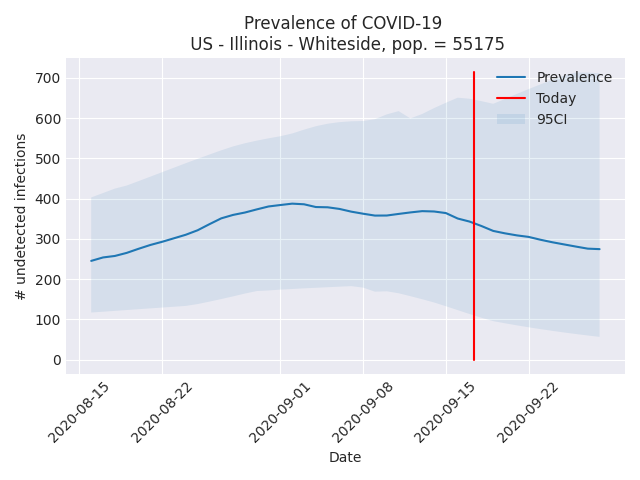 Prevalence of COVID-19
US - Illinois - Whiteside, pop. = 55175
700
600
500
400
300
200
100
0
# undetected infections
Prevalence
Today
95CI
2020-08-15
2020-08-22
2020-09-01
2020-09-08
2020-09-15
2020-09-22
Date